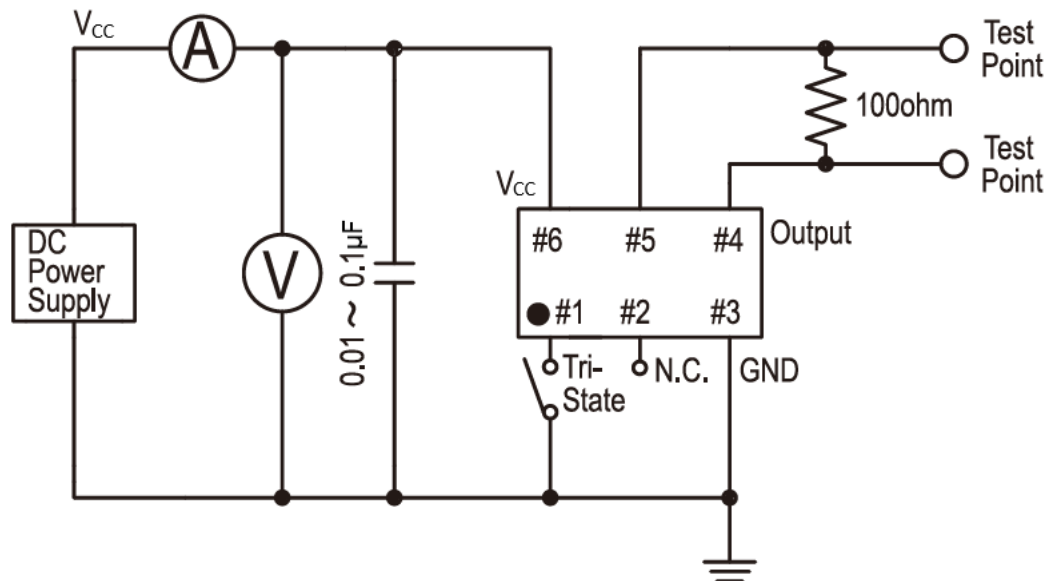 VCC
A
Test
Point
100ohm
Test
Point
VCC
DC
Power
Supply
V
0.01 ~ 0.1µF
#6 #5 #4
Output
#1 #2 #3
Tri-
State
N.C.
GND